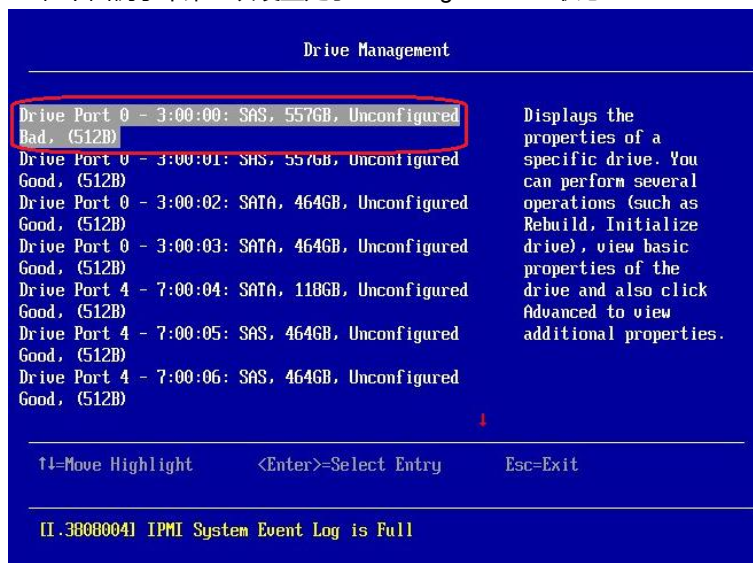 Drive Management
Drive Port 0 - 3:00:00: SAS, 557GB, Unconfigured
Bad, (512B)
Drive Port 0 - 3:00:01: SAS, 557GB, Unconfigured
Good, (512B)
Drive Port 0 - 3:00:02: SATA, 464GB, Unconfigured
Good, (512B)
Drive Port 0 - 3:00:03: SATA, 464GB, Unconfigured
Good, (512B)
Drive Port 4 - 7:00:04: SATA, 118GB, Unconfigured
Good, (512B)
Drive Port 4 - 7:00:05: SAS, 464GB, Unconfigured
Good, (512B)
Drive Port 4 - 7:00:06: SAS, 464GB, Unconfigured
Good, (512B)
Displays the
properties of a
specific drive. You
can perform several
operations (such as
Rebuild, Initialize
drive), view basic
properties of the
drive and also click
Advanced to view
additional properties.
↓
↑↓=Move Highlight <Enter>=Select Entry Esc=Exit
[I.3808004] IPMI System Event Log is Full